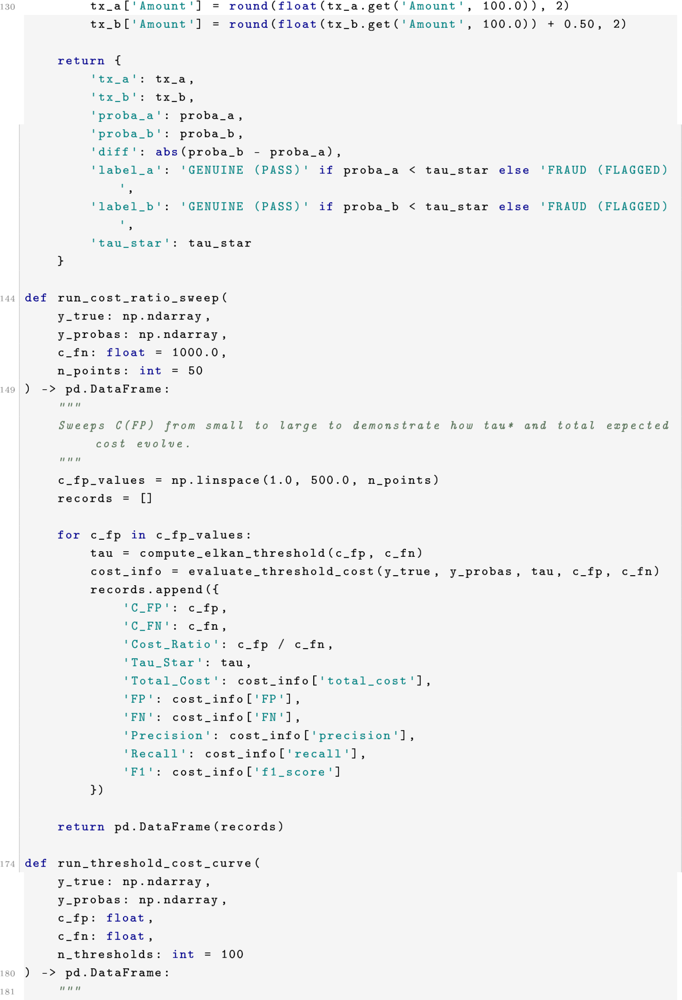 130 tx_a['Amount'] = round(float(tx_a.get('Amount', 100.0)), 2)
tx_b['Amount'] = round(float(tx_b.get('Amount', 100.0)) + 0.50, 2)
return {
'tx_a': tx_a,
'tx_b': tx_b,
'proba_a': proba_a,
'proba_b': proba_b,
'diff': abs(proba_b - proba_a),
'label_a': 'GENUINE (PASS)' if proba_a < tau_star else 'FRAUD (FLAGGED)
',
'label_b': 'GENUINE (PASS)' if proba_b < tau_star else 'FRAUD (FLAGGED)
',
'tau_star': tau_star
}
144 def run_cost_ratio_sweep(
y_true: np.ndarray,
y_probas: np.ndarray,
c_fn: float = 1000.0,
n_points: int = 50
149 ) -> pd.DataFrame:
"""
Sweeps C(FP) from small to large to demonstrate how tau* and total expected
cost evolve.
"""
c_fp_values = np.linspace(1.0, 500.0, n_points)
records = []
for c_fp in c_fp_values:
tau = compute_elkan_threshold(c_fp, c_fn)
cost_info = evaluate_threshold_cost(y_true, y_probas, tau, c_fp, c_fn)
records.append({
'C_FP': c_fp,
'C_FN': c_fn,
'Cost_Ratio': c_fp / c_fn,
'Tau_Star': tau,
'Total_Cost': cost_info['total_cost'],
'FP': cost_info['FP'],
'FN': cost_info['FN'],
'Precision': cost_info['precision'],
'Recall': cost_info['recall'],
'F1': cost_info['f1_score']
})
return pd.DataFrame(records)
174 def run_threshold_cost_curve(
y_true: np.ndarray,
y_probas: np.ndarray,
c_fp: float,
c_fn: float,
n_thresholds: int = 100
180 ) -> pd.DataFrame:
181 """